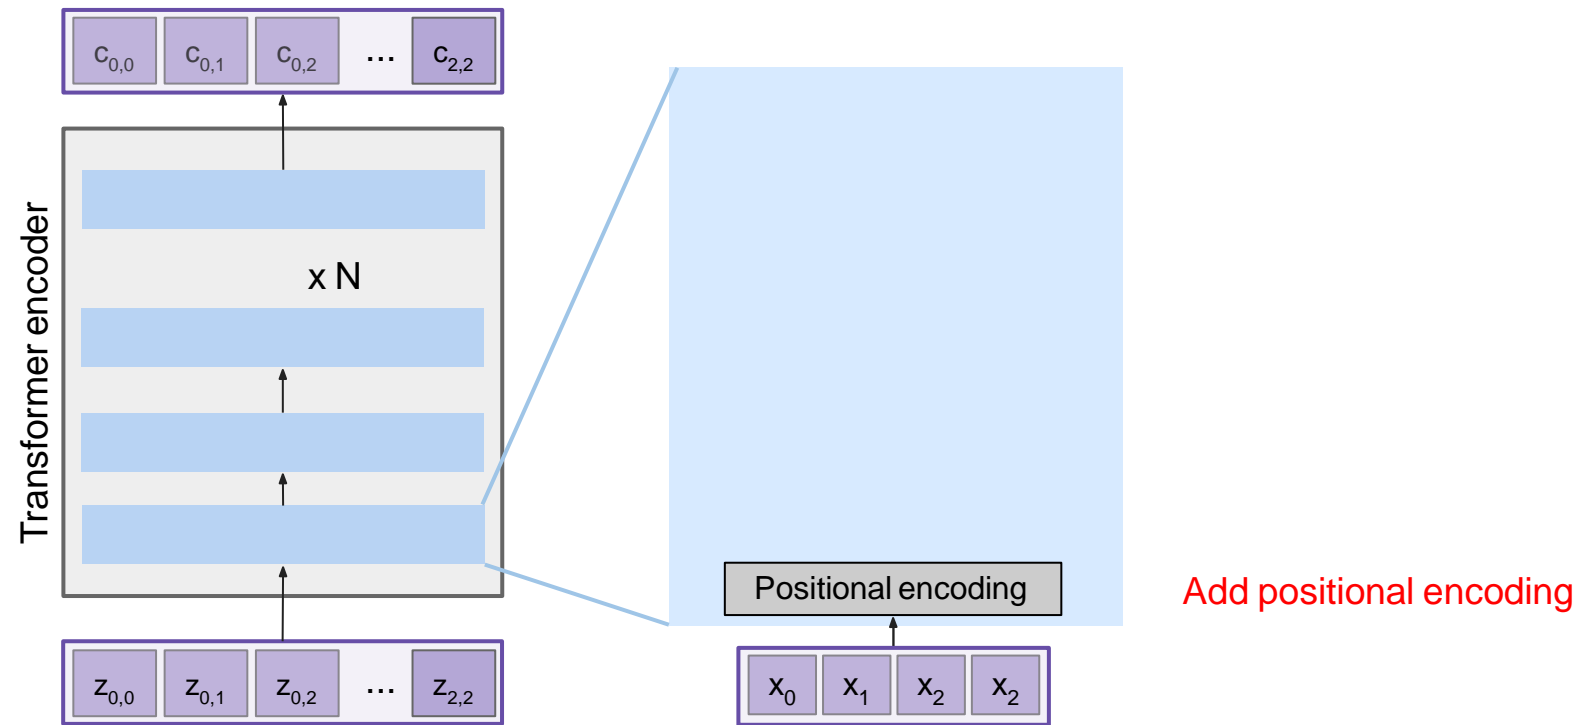 c0,0 c0,1 c0,2 ... c2,2
Transformer encoder
x N
z0,0 z0,1 z0,2 ... z2,2
Positional encoding
x0 x1 x2 x2
Add positional encoding